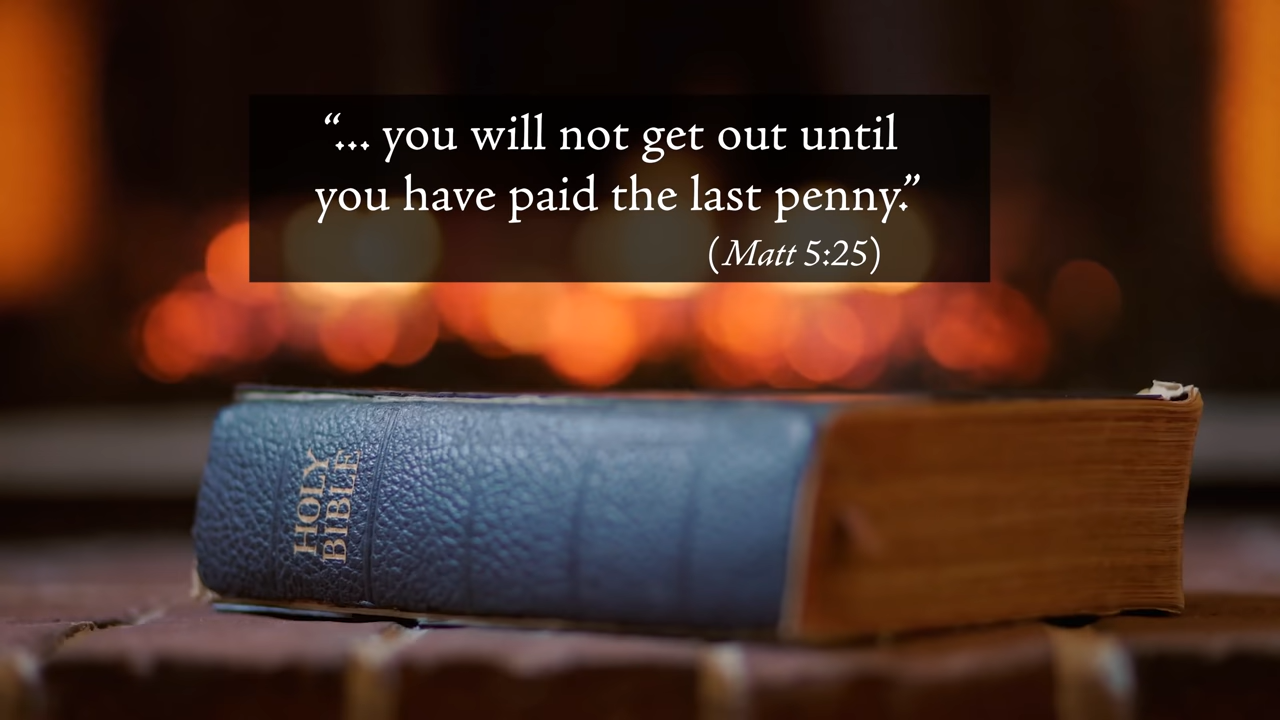 “... you will not get out until
you have paid the last penny.”
(Matt 5:25)
HOLY
BIBLE